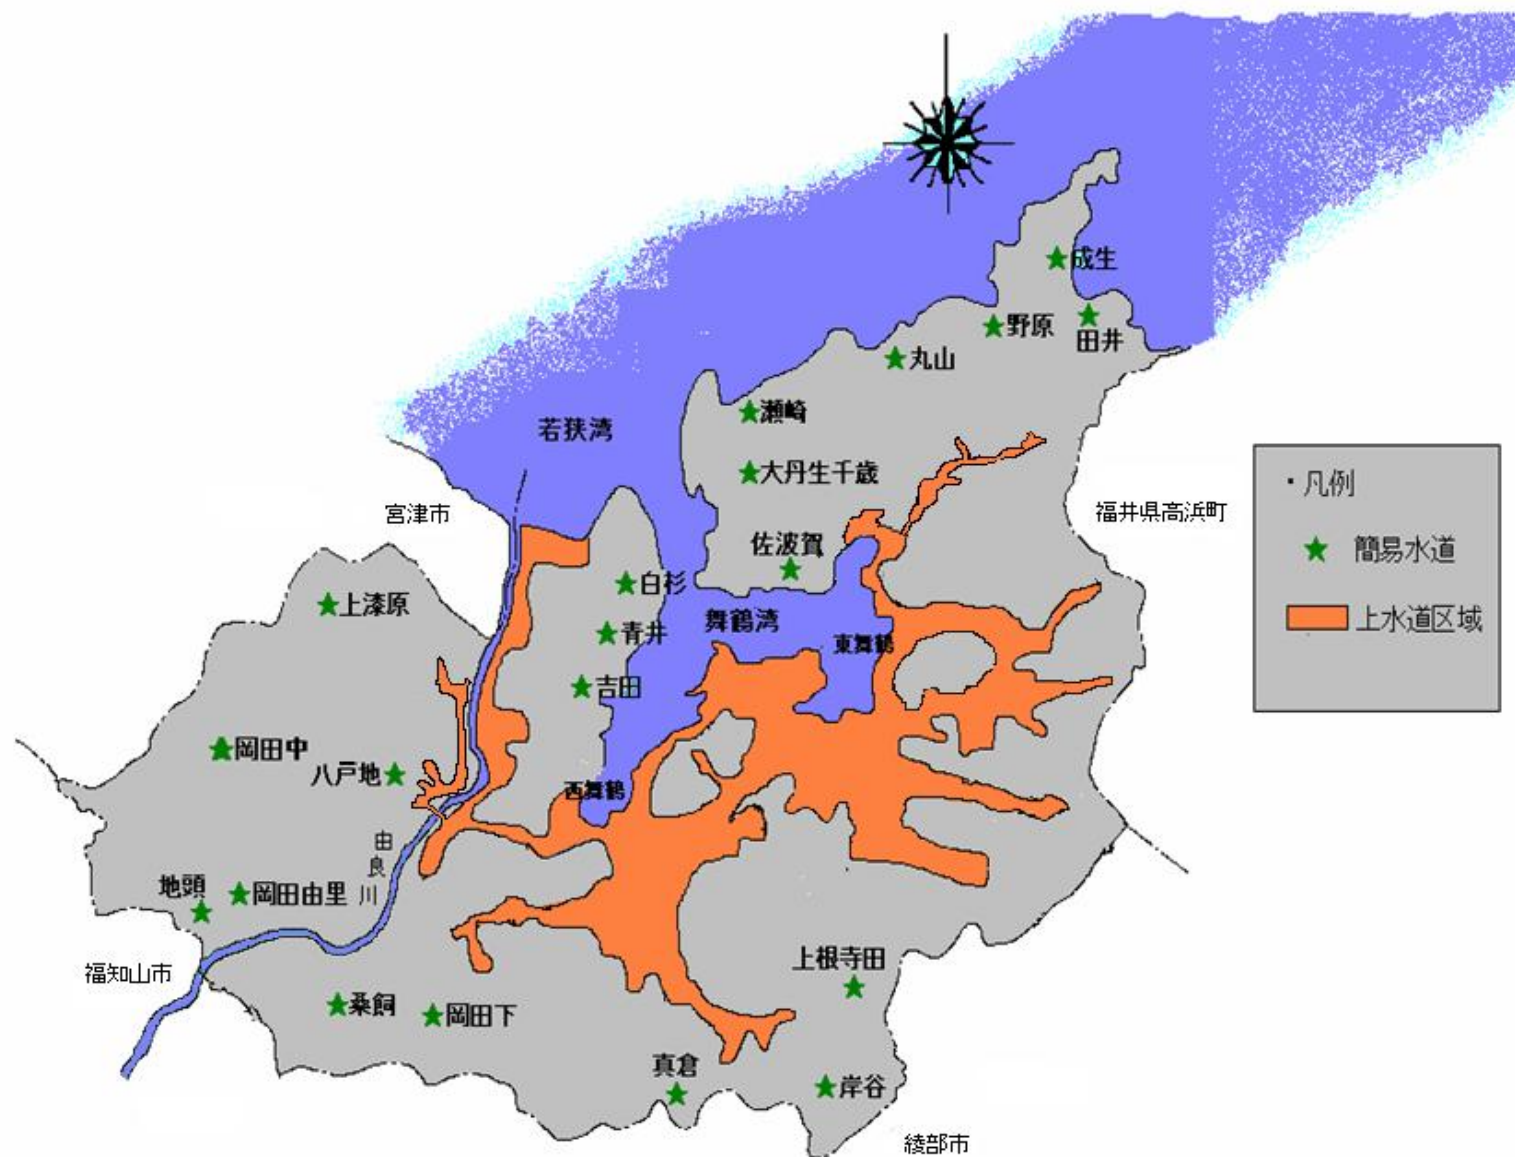 成生
野原
田井
丸山
瀬崎
若狭湾
大丹生千歳
宮津市
福井県高浜町
・凡例
簡易水道
上水道区域
佐波賀
白杉
上漆原
舞鶴湾
青井
東舞鶴
吉田
岡田中
八戸地
西舞鶴
由良川
地頭
岡田由里
福知山市
上根寺田
桑飼
岡田下
真倉
岸谷
綾部市